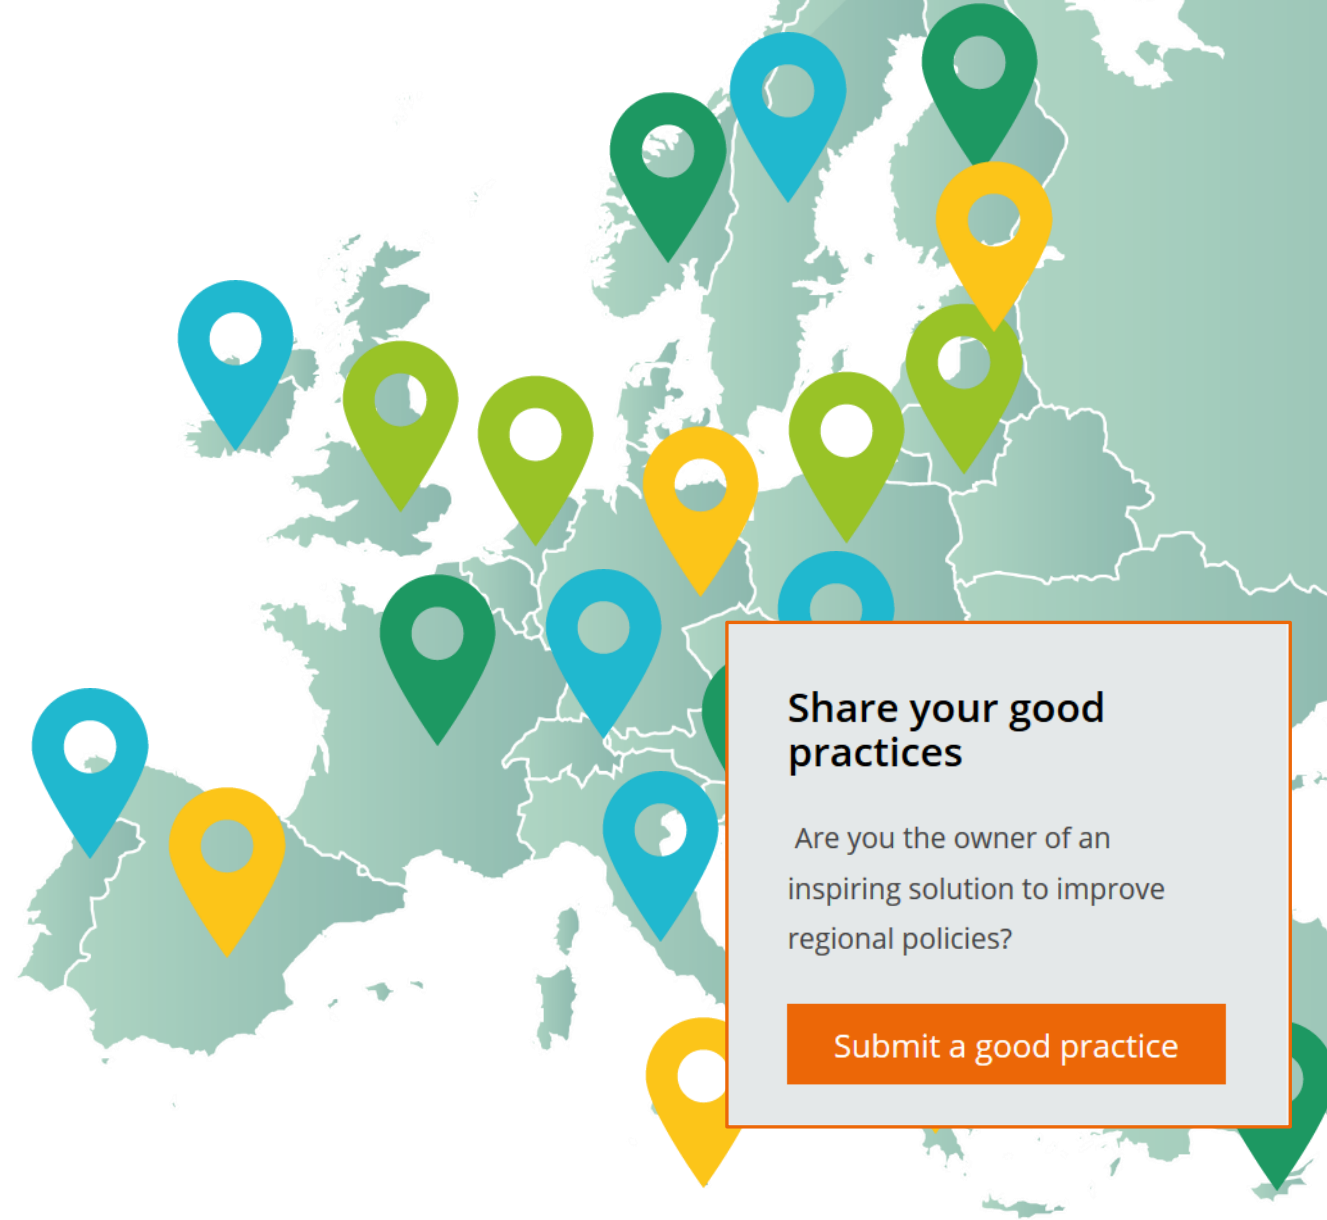 Share your good
practices
Are you the owner of an
inspiring solution to improve
regional policies?
Submit a good practice